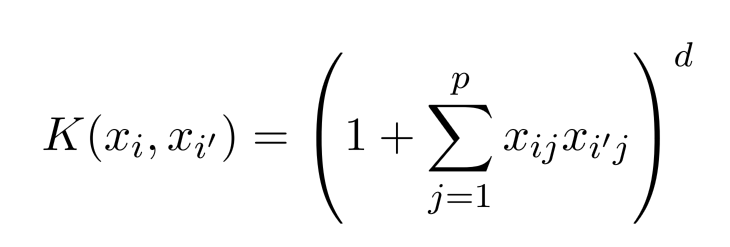 K(x_i, x_{i'}) = \left(1 + \sum_{j=1}^{p} x_{ij}x_{i'j}\right)^d